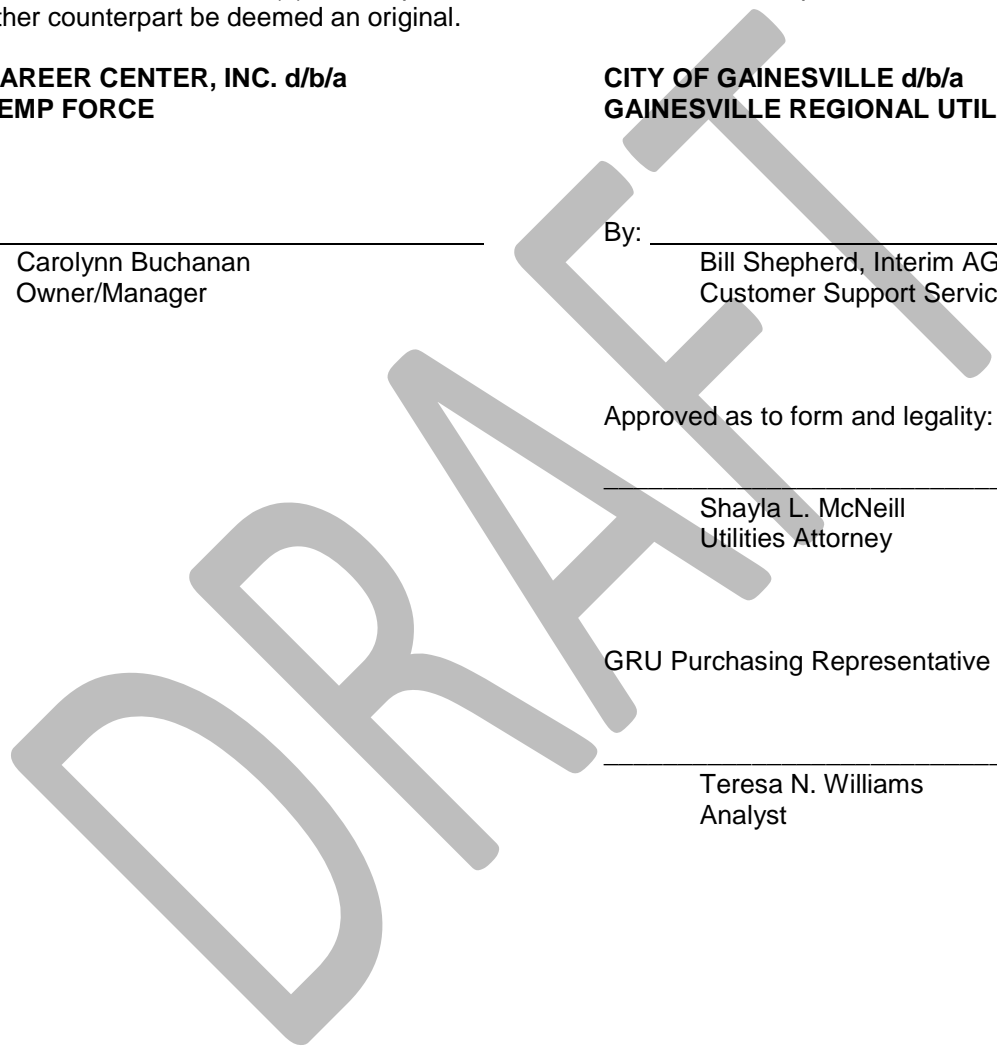 ther counterpart be deemed an original.
AREER CENTER, INC. d/b/a
EMP FORCE
Carolynn Buchanan
Owner/Manager
CITY OF GAINESVILLE d/b/a
GAINESVILLE REGIONAL UTIL
By:
Bill Shepherd, Interim AG
Customer Support Servic
Approved as to form and legality:
Shayla L. McNeill
Utilities Attorney
GRU Purchasing Representative
Teresa N. Williams
Analyst
DRAFT